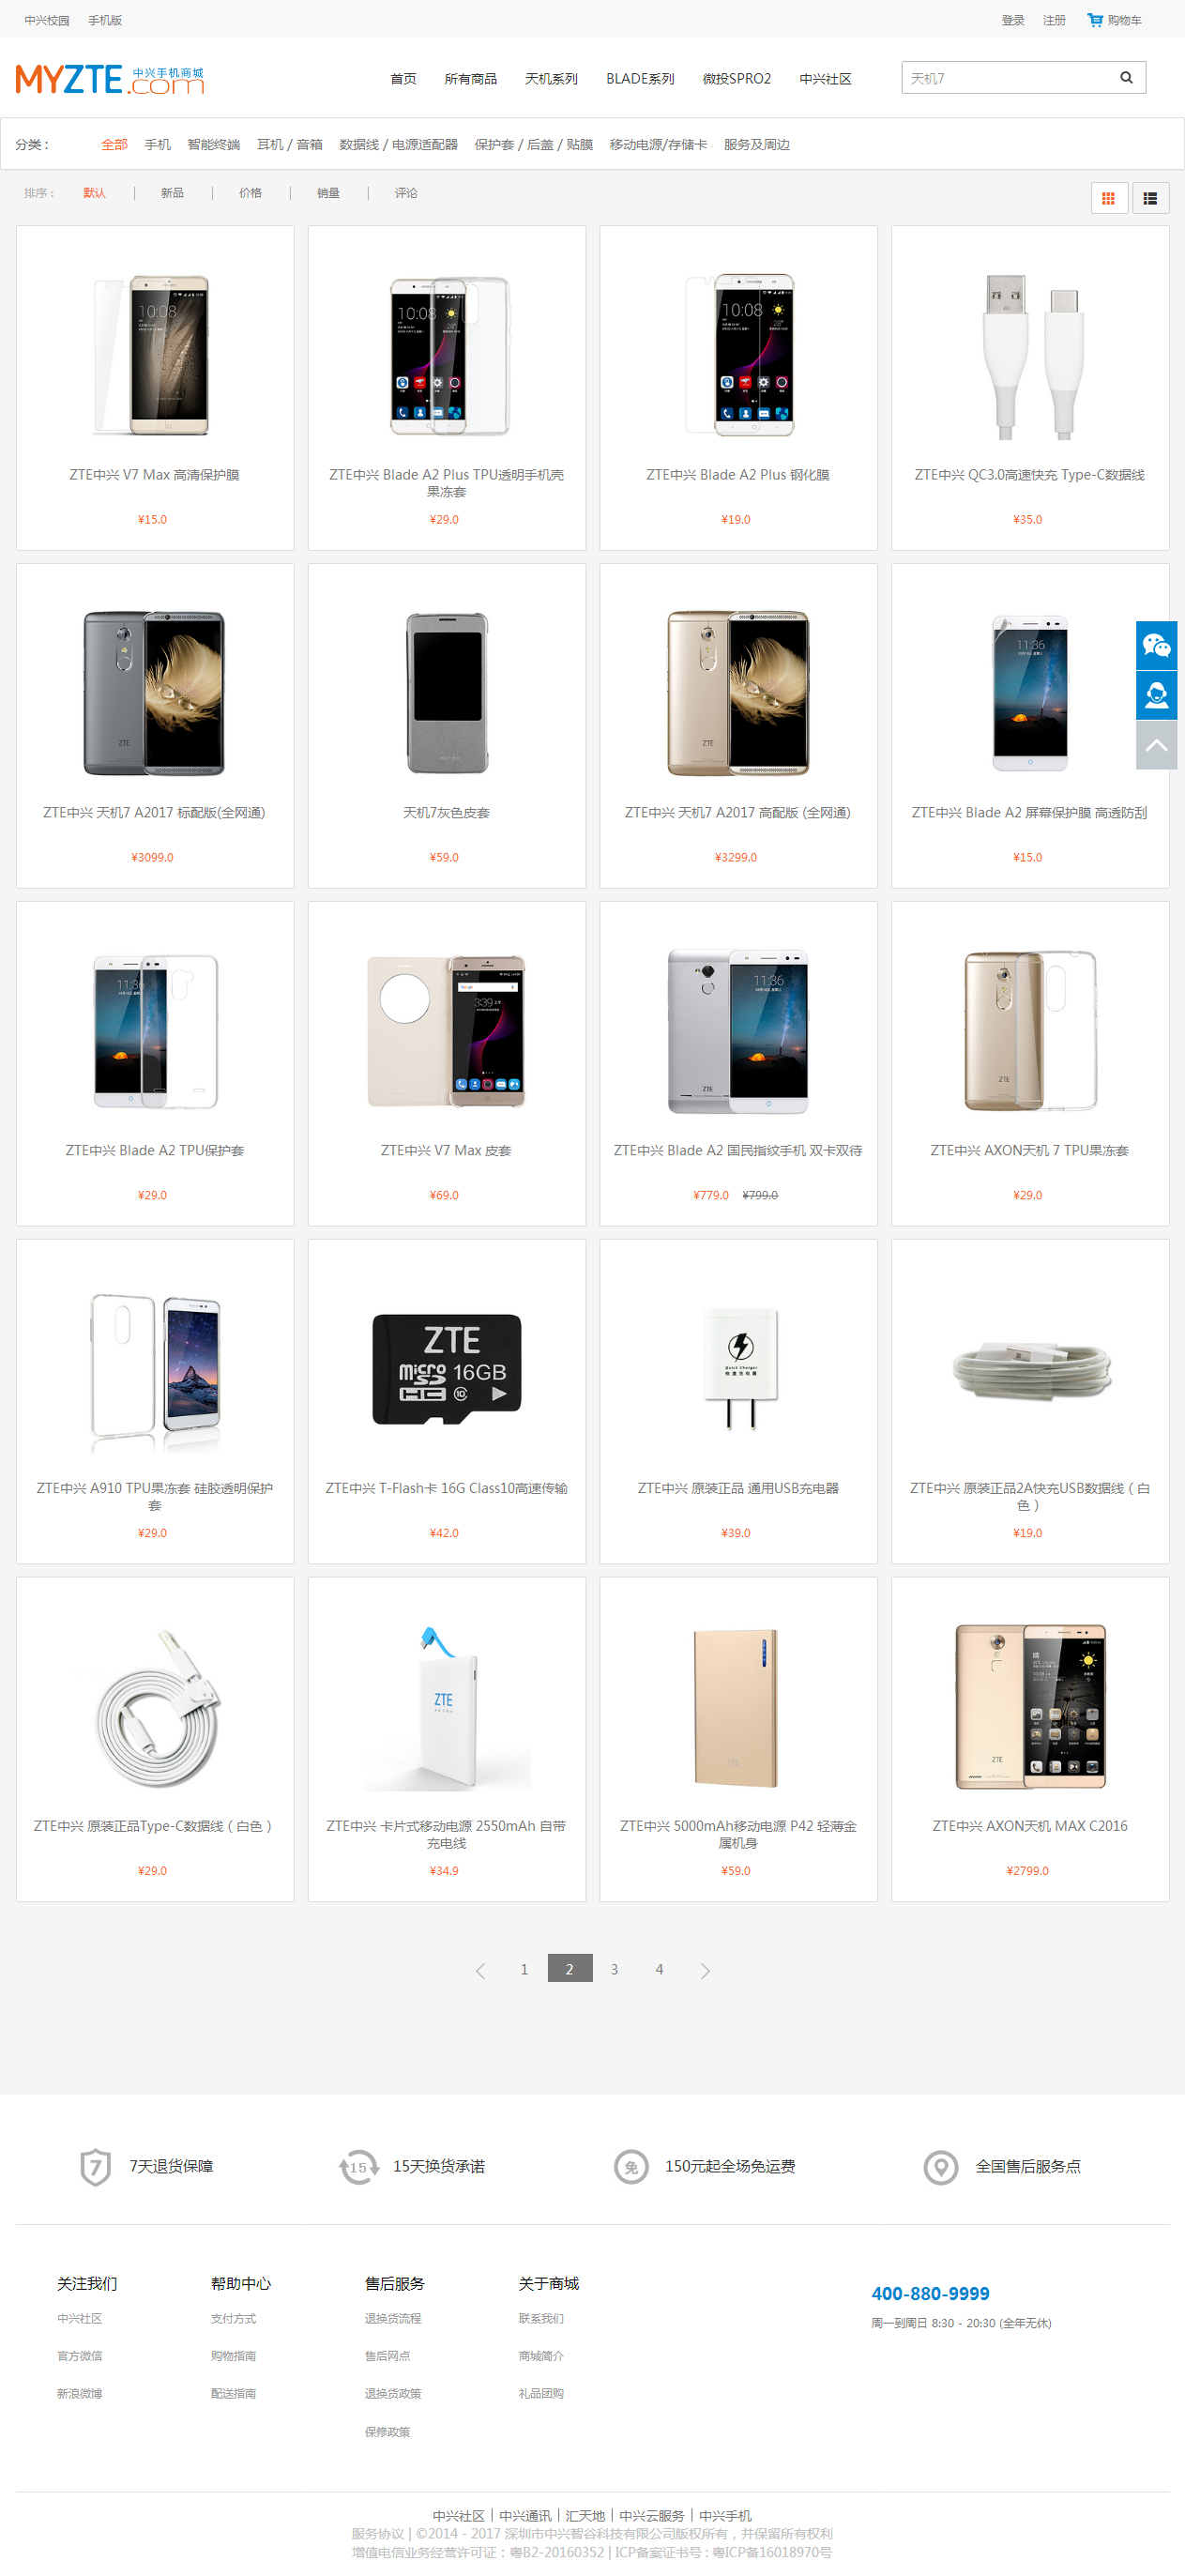 中兴校园 手机版 登录 注册 购物车
MYZTE.com 中兴手机商城 首页 所有商品 天机系列 BLADE系列 微投SPRO2 中兴社区 天机7
分类 : 全部 手机 智能终端 耳机 / 音箱 数据线 / 电源适配器 保护套 / 后盖 / 贴膜 移动电源/存储卡 服务及周边
排序 : 默认 | 新品 | 价格 | 销量 | 评论
ZTE中兴 V7 Max 高清保护膜
¥15.0
ZTE中兴 Blade A2 Plus TPU透明手机壳
果冻套
¥29.0
ZTE中兴 Blade A2 Plus 钢化膜
¥19.0
ZTE中兴 QC3.0高速快充 Type-C数据线
¥35.0
ZTE中兴 天机7 A2017 标配版(全网通)
¥3099.0
天机7灰色皮套
¥59.0
ZTE中兴 天机7 A2017 高配版 (全网通)
¥3299.0
ZTE中兴 Blade A2 屏幕保护膜 高透防刮
¥15.0
ZTE中兴 Blade A2 TPU保护套
¥29.0
ZTE中兴 V7 Max 皮套
¥69.0
ZTE中兴 Blade A2 国民指纹手机 双卡双待
¥779.0 ¥799.0
ZTE中兴 AXON天机 7 TPU果冻套
¥29.0
ZTE中兴 A910 TPU果冻套 硅胶透明保护
套
¥29.0
ZTE
micro SD HC 16GB
10
ZTE中兴 T-Flash卡 16G Class10高速传输
¥42.0
Quick Charger
快速充电器
ZTE中兴 原装正品 通用USB充电器
¥39.0
ZTE中兴 原装正品2A快充USB数据线（白
色）
¥19.0
ZTE中兴 原装正品Type-C数据线（白色）
¥29.0
ZTE
ZTE中兴 卡片式移动电源 2550mAh 自带
充电线
¥34.9
ZTE中兴 5000mAh移动电源 P42 轻薄金
属机身
¥59.0
ZTE中兴 AXON天机 MAX C2016
¥2799.0
1 2 3 4
7 7天退货保障 15 15天换货承诺 免 150元起全场免运费 全国售后服务点
关注我们 帮助中心 售后服务 关于商城
中兴社区 支付方式 退换货流程 联系我们
官方微信 购物指南 售后网点 商城简介
新浪微博 配送指南 退换货政策 礼品团购
保修政策
400-880-9999
周一到周日 8:30 - 20:30 (全年无休)
中兴社区 | 中兴通讯 | 汇天地 | 中兴云服务 | 中兴手机
服务协议 | ©2014 - 2017 深圳市中兴智谷科技有限公司版权所有，并保留所有权利
增值电信业务经营许可证：粤B2-20160352 | ICP备案证书号：粤ICP备16018970号